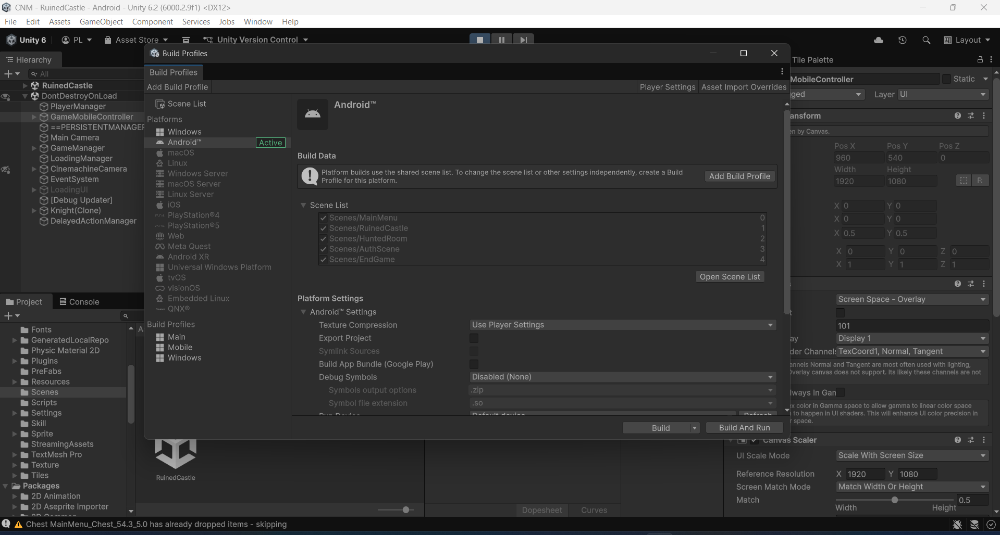 CNM - RuinedCastle - Android - Unity 6.2 (6000.2.9f1) <DX12>
File Edit Assets GameObject Component Services Jobs Window Help
Unity 6 PL Asset Store Unity Version Control Layout
Hierarchy
All
RuinedCastle
DontDestroyOnLoad
PlayerManager
GameMobileController
==PERSISTENTMANAGER
Main Camera
GameManager
LoadingManager
CinemachineCamera
EventSystem
LoadingUI
[Debug Updater]
Knight(Clone)
DelayedActionManager
Project Console
Fonts
GeneratedLocalRepo
Physic Material 2D
Plugins
PreFabs
Resources
Scenes
Scripts
Settings
Skill
Sprite
StreamingAssets
TextMesh Pro
Texture
Tiles
Packages
2D Animation
2D Aseprite Importer
RuinedCastle
Build Profiles
Build Profiles
Add Build Profile Player Settings Asset Import Overrides
Scene List
Platforms
Windows
Android™ Active
macOS
Linux
Windows Server
macOS Server
Linux Server
iOS
PlayStation®4
PlayStation®5
Web
Meta Quest
Android XR
Universal Windows Platform
tvOS
visionOS
Embedded Linux
QNX®
Build Profiles
Main
Mobile
Windows
Android™
Build Data
Platform builds use the shared scene list. To change the scene list or other settings independently, create a Build
Profile for this platform.
Add Build Profile
Scene List
Scenes/MainMenu 0
Scenes/RuinedCastle 1
Scenes/HuntedRoom 2
Scenes/AuthScene 3
Scenes/EndGame 4
Open Scene List
Platform Settings
Android™ Settings
Texture Compression Use Player Settings
Export Project
Symlink Sources
Build App Bundle (Google Play)
Debug Symbols Disabled (None)
Symbols output options .zip
Symbol file extension .so
Run Device Default device Refresh
Build Build And Run
Dopesheet Curves
Tile Palette
MobileController Static
ged Layer UI
ansform
en by Canvas.
Pos X Pos Y Pos Z
960 540 0
Width Height
1920 1080 R
X 0 Y 0
X 0 Y 0
X 0.5 Y 0.5
X 0 Y 0 Z 0
X 1 Y 1 Z 1
Screen Space - Overlay
101
ay Display 1
der Channels TexCoord1, Normal, Tangent
annels Normal and Tangent are most often used with lighting,
Overlay canvas does not support. Its likely these channels are not
lways In Gam
x color in Gamma space to allow gamma to linear color space
to happen in UI shaders. This will enhance UI color precision in
r space.
Canvas Scaler
UI Scale Mode Scale With Screen Size
Reference Resolution X 1920 Y 1080
Screen Match Mode Match Width Or Height
Match 0.5
Width Height
Chest MainMenu_Chest_54.3_5.0 has already dropped items - skipping